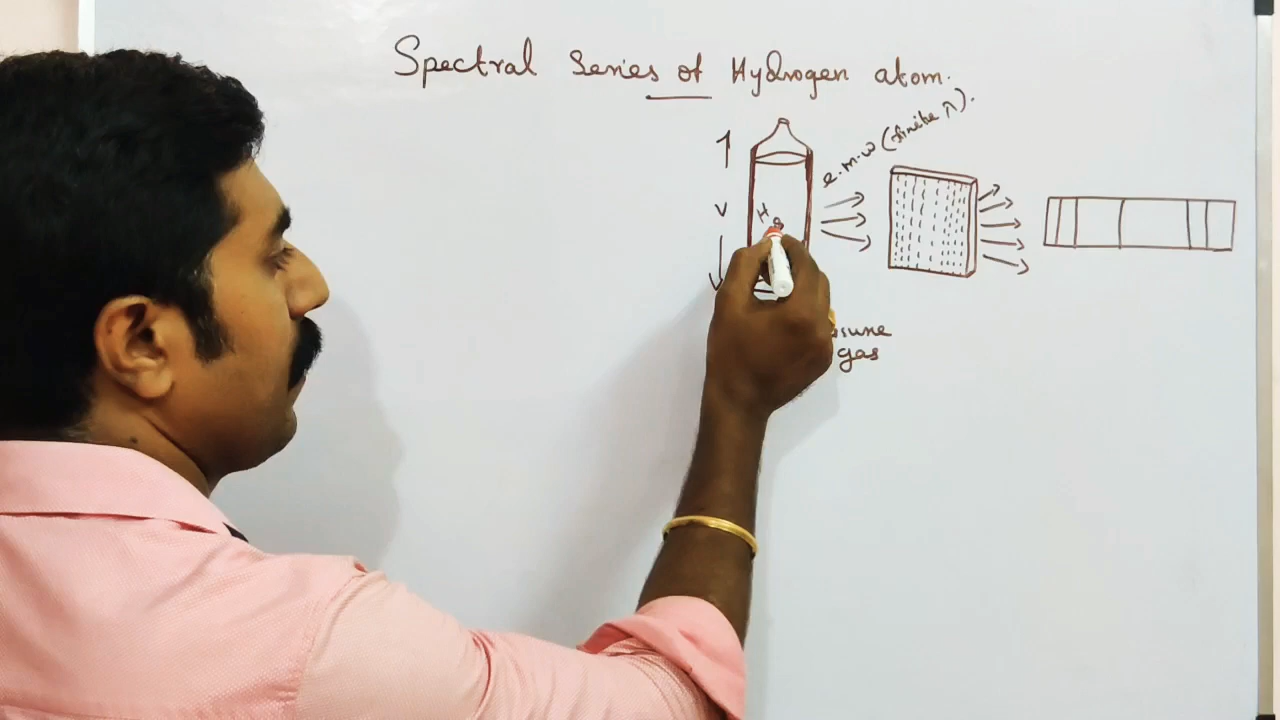 Spectral Series of Hydrogen atom.
e.m.w (finite λ).
V
H
gas